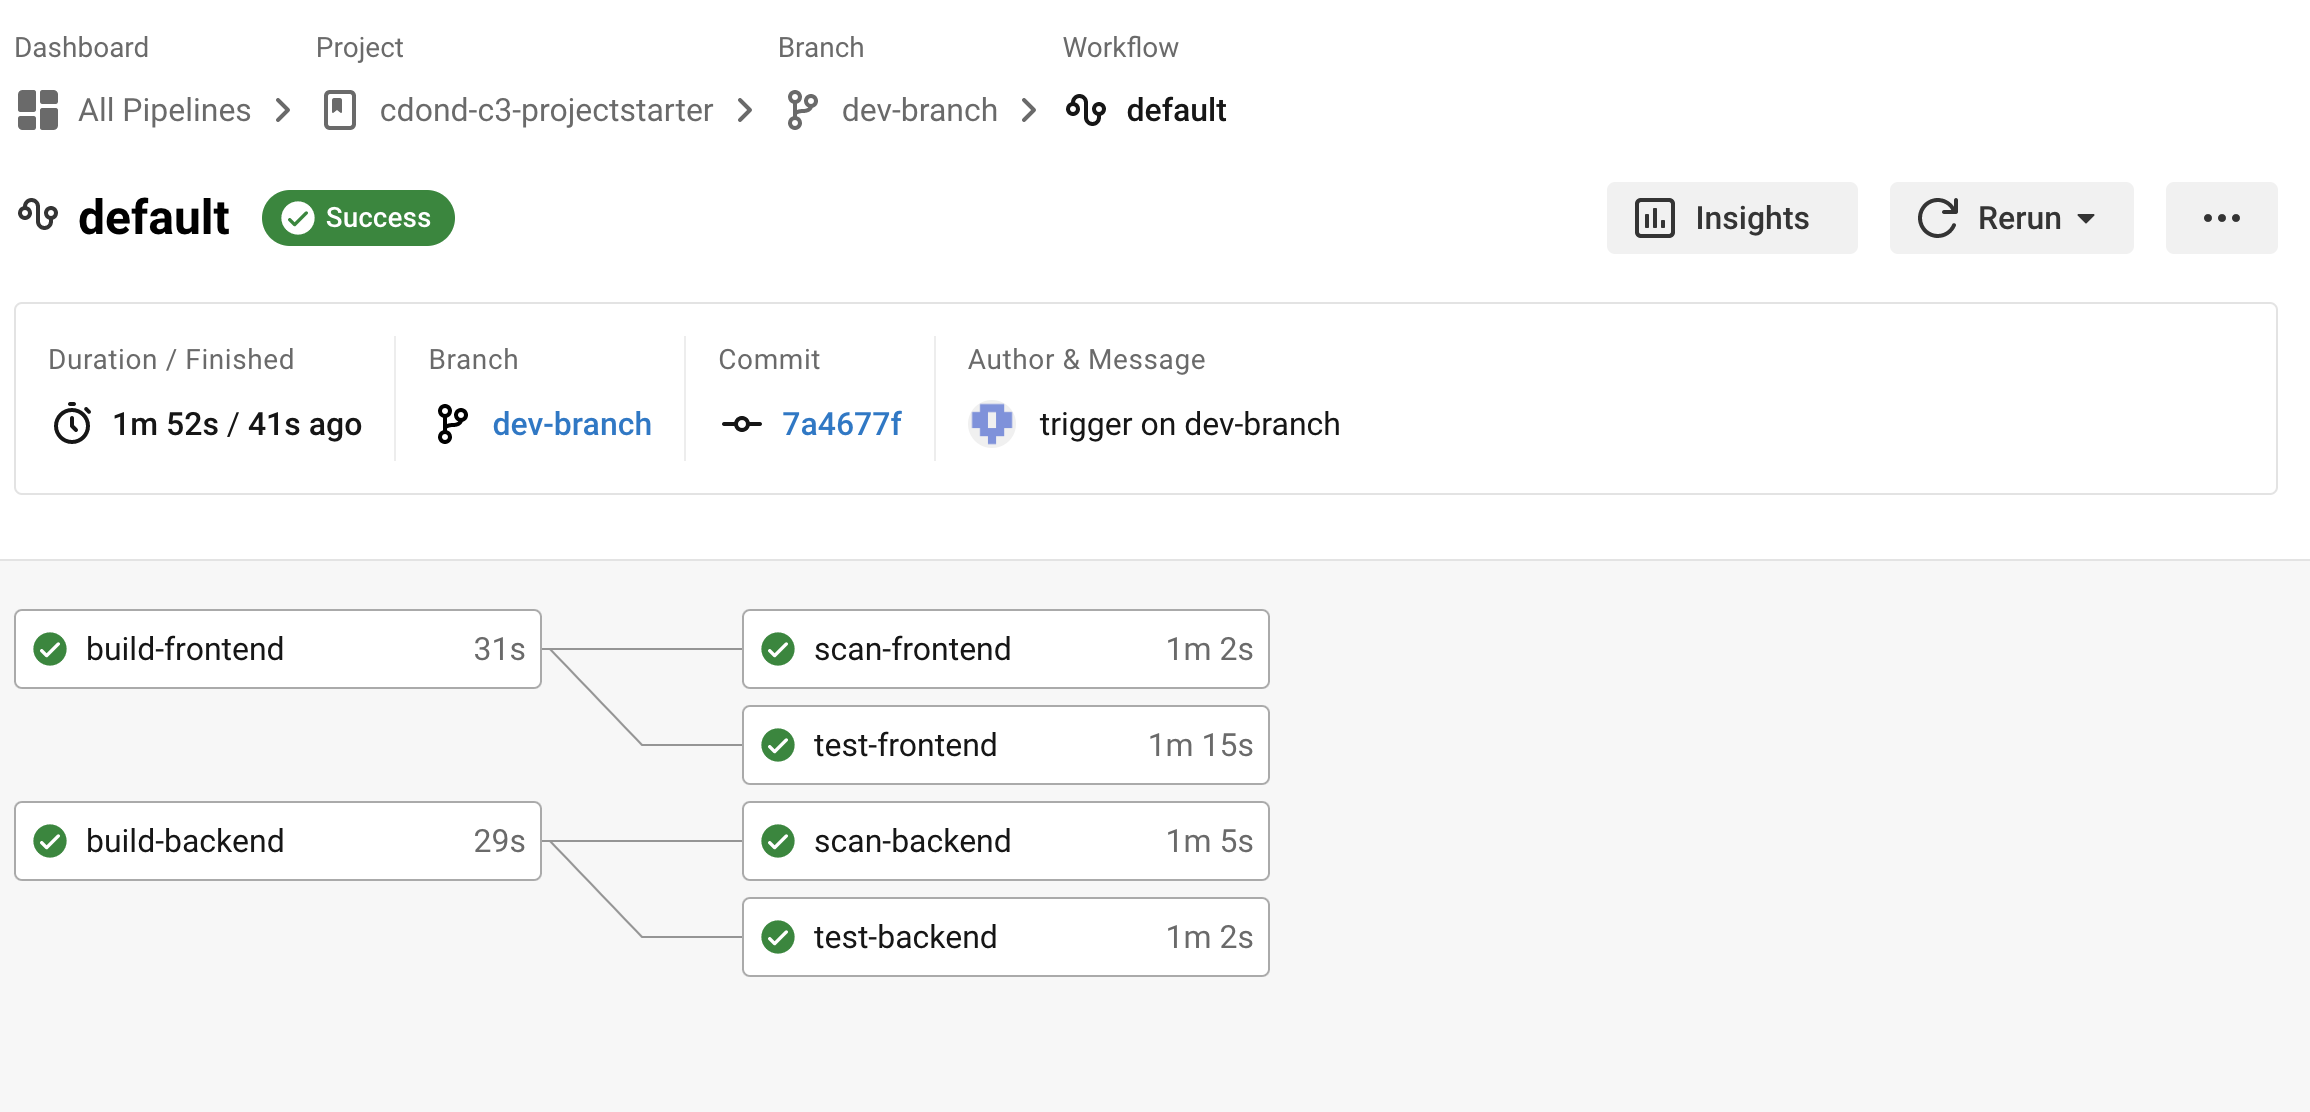 Dashboard Project Branch Workflow
All Pipelines cdond-c3-projectstarter dev-branch default
default Success Insights Rerun
Duration / Finished Branch Commit Author & Message
1m 52s / 41s ago dev-branch 7a4677f trigger on dev-branch
build-frontend 31s scan-frontend 1m 2s
test-frontend 1m 15s
build-backend 29s scan-backend 1m 5s
test-backend 1m 2s